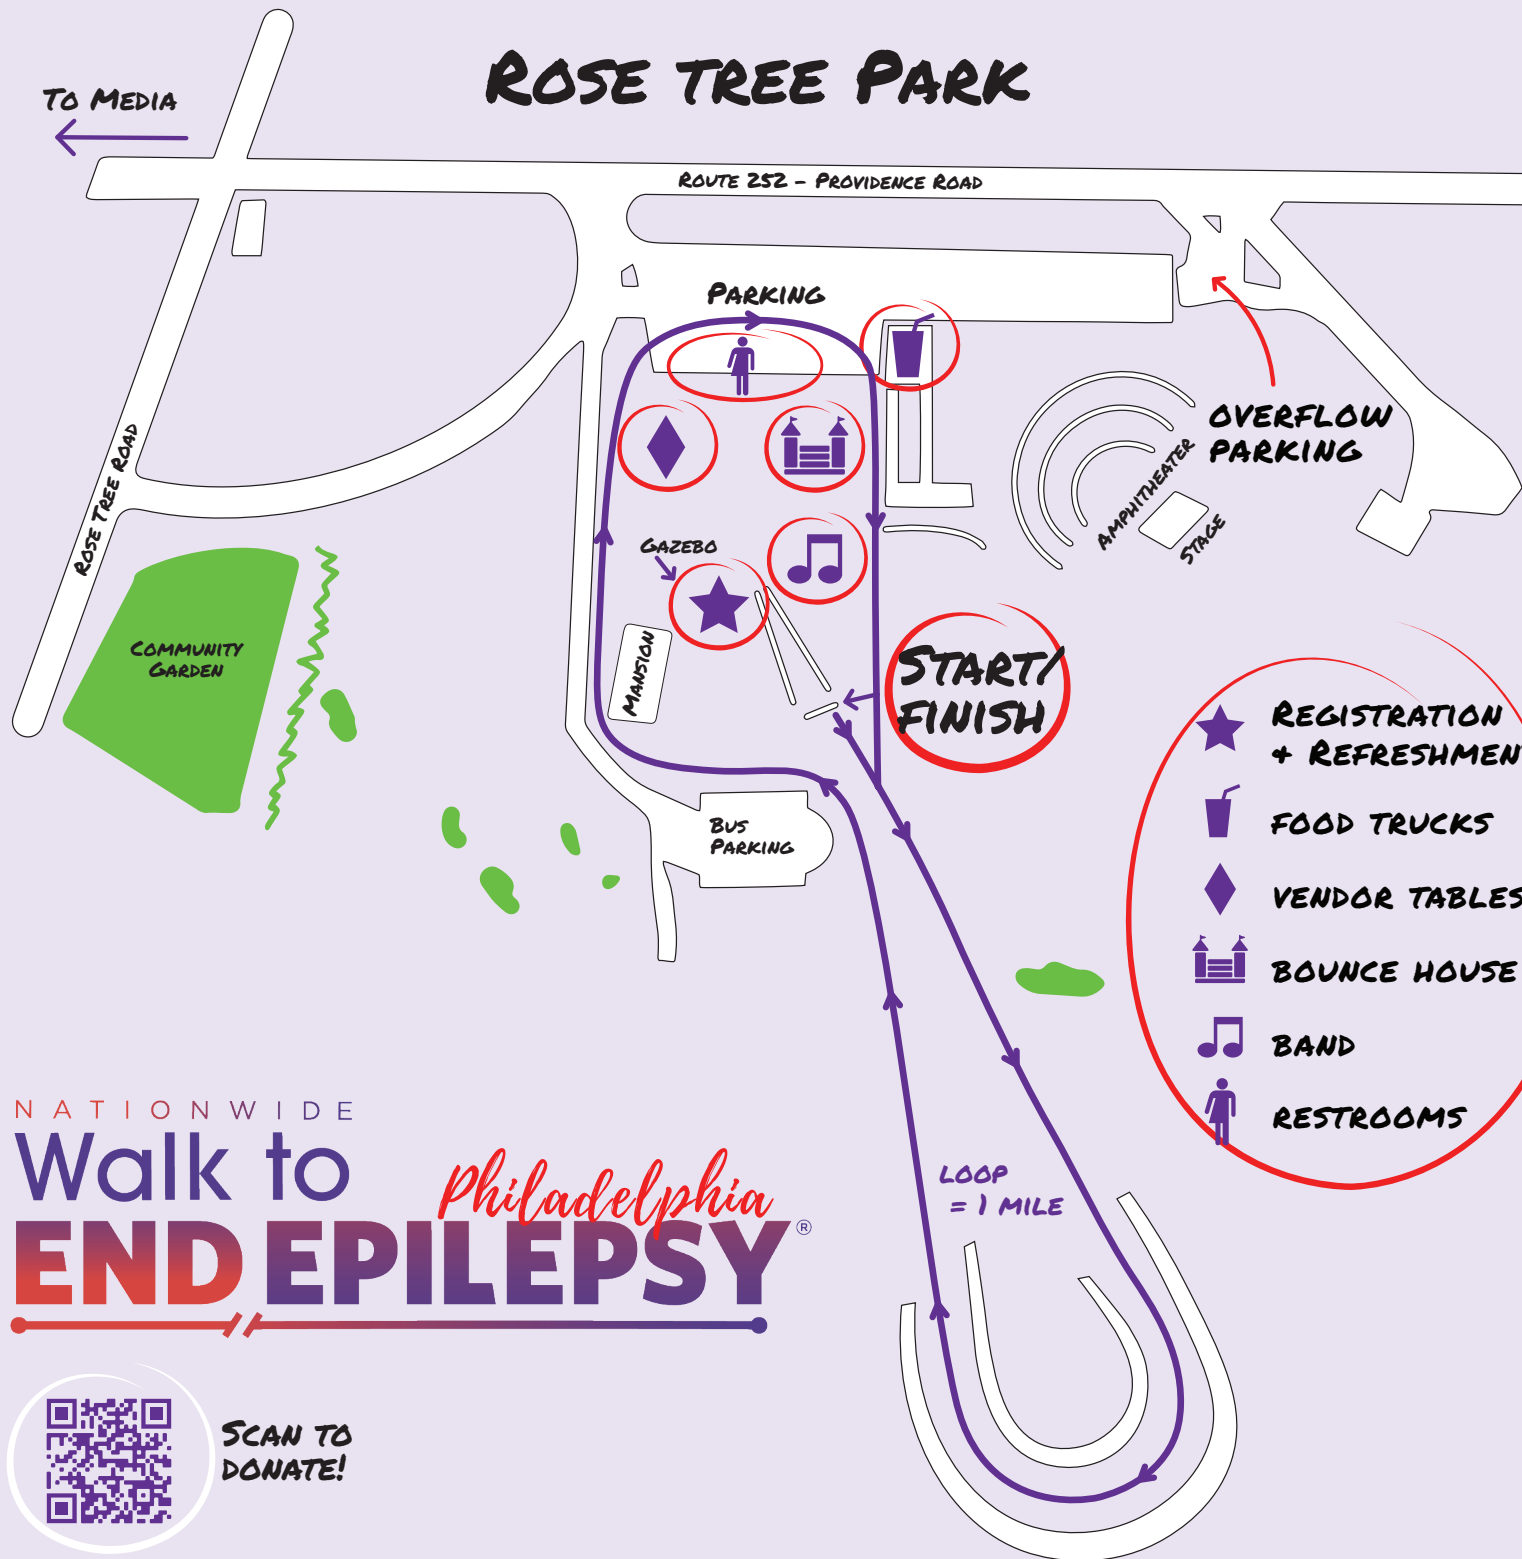 Rose Tree Park
To Media
Route 252 - Providence Road
Parking
Overflow
Parking
Amphitheater
Stage
Rose Tree Road
Gazebo
Community
Garden
Mansion
Start/
Finish
Bus
Parking
Registration
+ Refreshmen
Food Trucks
Vendor Tables
Bounce House
Band
Restrooms
Loop
= 1 Mile
NATIONWIDE
Walk to
Philadelphia
END EPILEPSY®
Scan to
Donate!